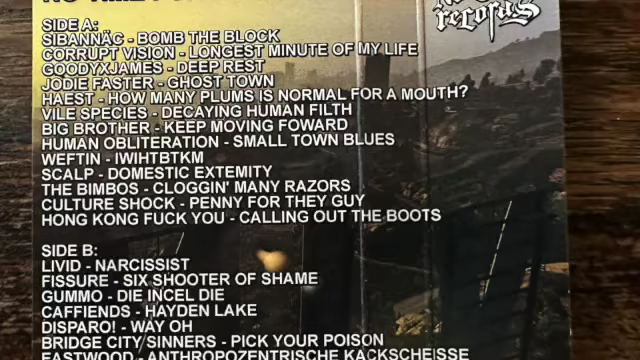 records
SIDE A:
SIBANNÄC - BOMB THE BLOCK
CORRUPT VISION - LONGEST MINUTE OF MY LIFE
GOODYXJAMES - DEEP REST
JODIE FASTER - GHOST TOWN
HAEST - HOW MANY PLUMS IS NORMAL FOR A MOUTH?
VILE SPECIES - DECAYING HUMAN FILTH
BIG BROTHER - KEEP MOVING FOWARD
HUMAN OBLITERATION - SMALL TOWN BLUES
WEFTIN - IWIHTBTKM
SCALP - DOMESTIC EXTEMITY
THE BIMBOS - CLOGGIN' MANY RAZORS
CULTURE SHOCK - PENNY FOR THEY GUY
HONG KONG FUCK YOU - CALLING OUT THE BOOTS
SIDE B:
LIVID - NARCISSIST
FISSURE - SIX SHOOTER OF SHAME
GUMMO - DIE INCEL DIE
CAFFIENDS - HAYDEN LAKE
DISPARO! - WAY OH
BRIDGE CITY SINNERS - PICK YOUR POISON
EASTWOOD - ANTHROPOZENTRISCHE KACKSCHEISSE